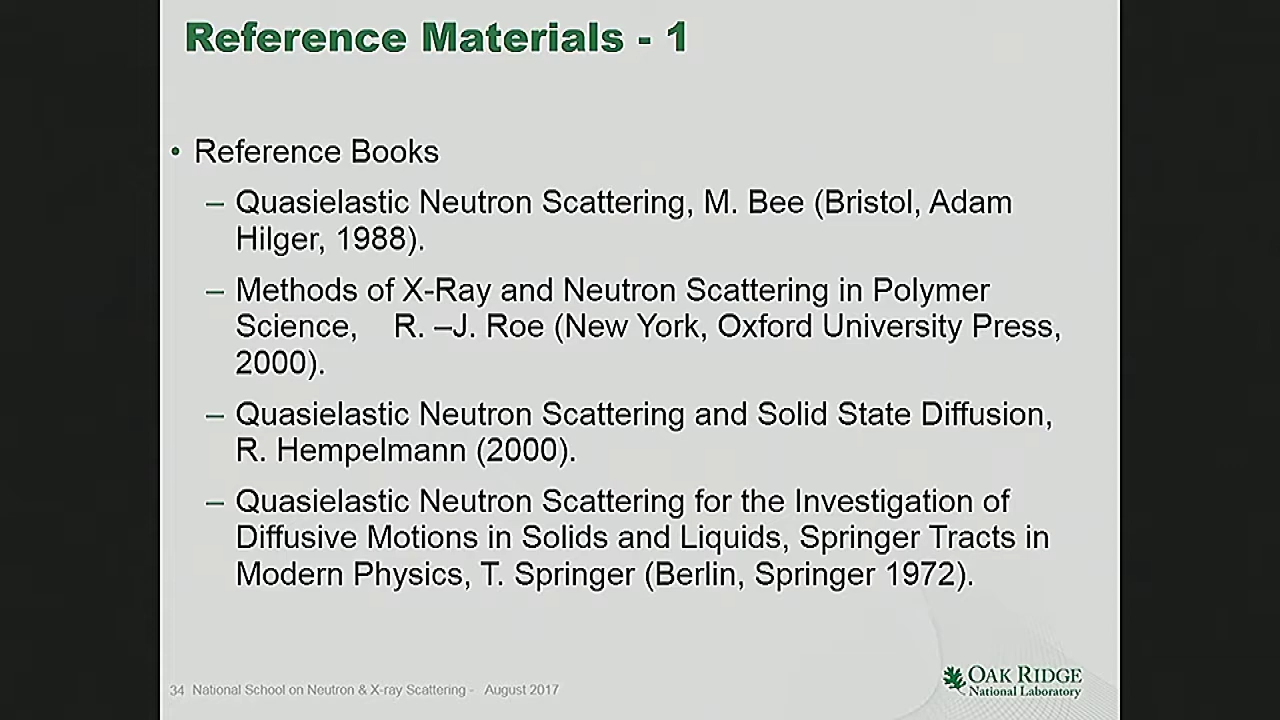 Reference Materials - 1
• Reference Books
– Quasielastic Neutron Scattering, M. Bee (Bristol, Adam
Hilger, 1988).
– Methods of X-Ray and Neutron Scattering in Polymer
Science, R. –J. Roe (New York, Oxford University Press,
2000).
– Quasielastic Neutron Scattering and Solid State Diffusion,
R. Hempelmann (2000).
– Quasielastic Neutron Scattering for the Investigation of
Diffusive Motions in Solids and Liquids, Springer Tracts in
Modern Physics, T. Springer (Berlin, Springer 1972).
34 National School on Neutron & X-ray Scattering - August 2017
OAK RIDGE
National Laboratory